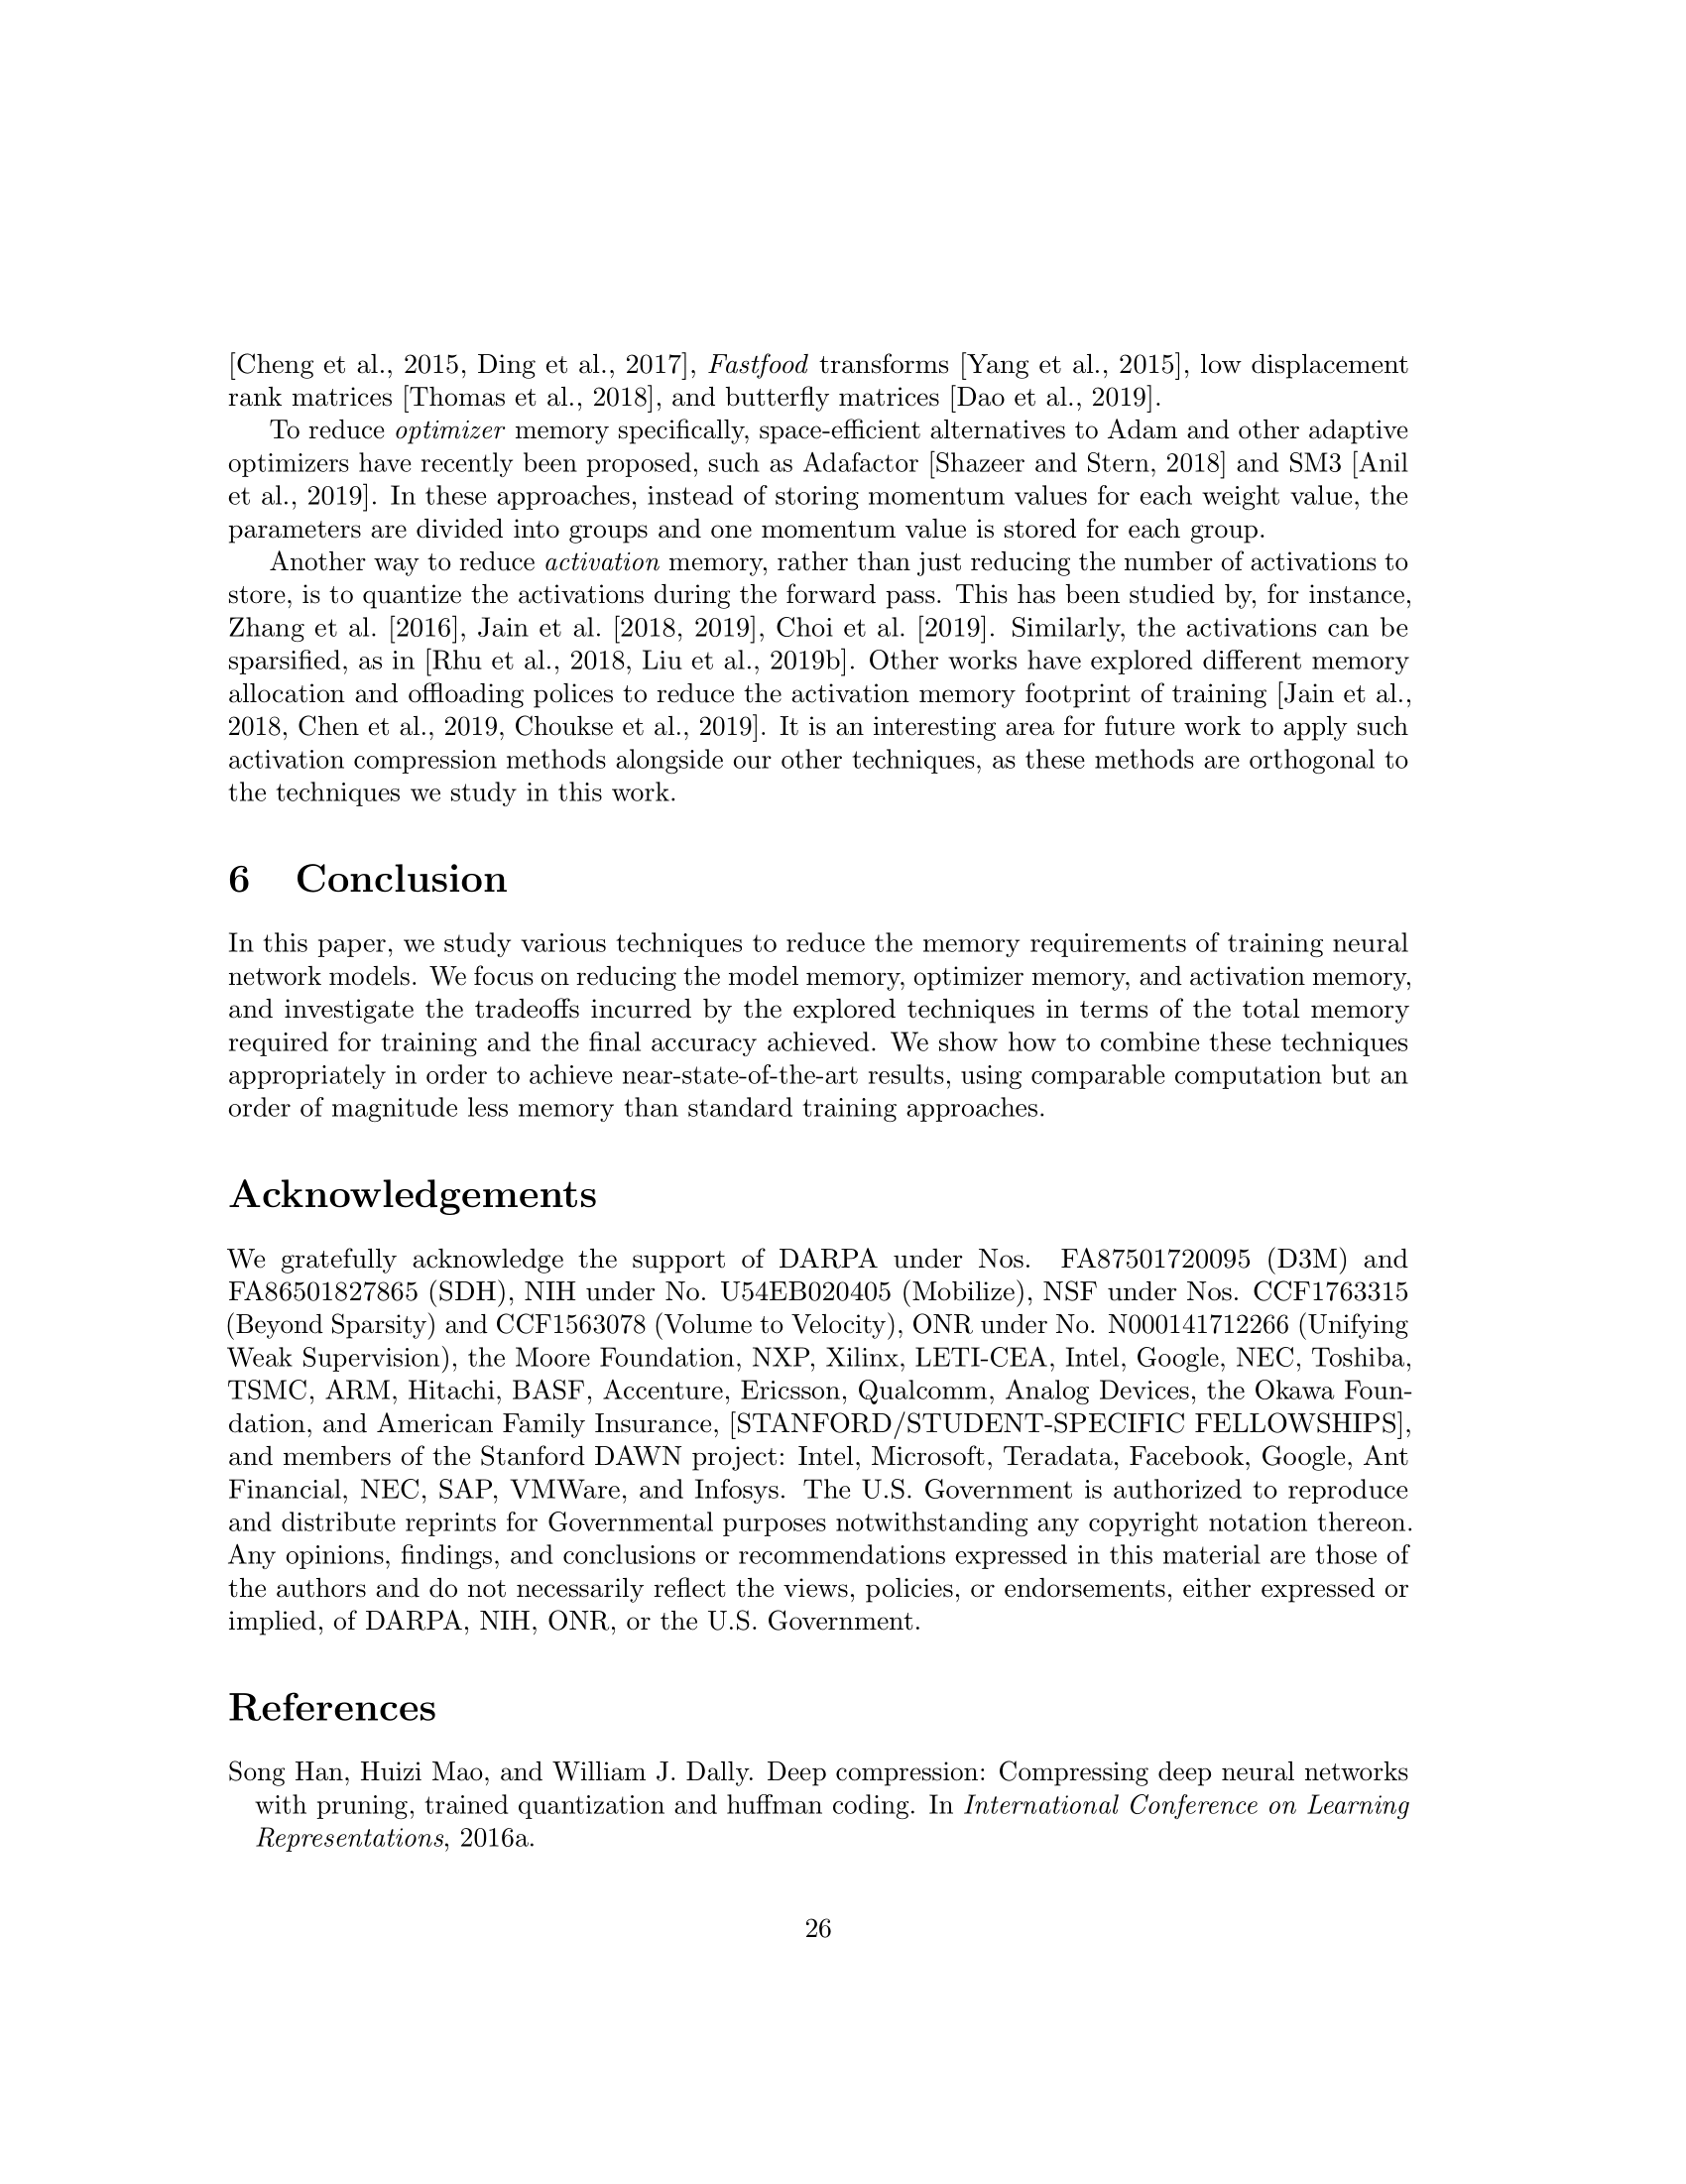 [Cheng et al., 2015, Ding et al., 2017], Fastfood transforms [Yang et al., 2015], low displacement
rank matrices [Thomas et al., 2018], and butterfly matrices [Dao et al., 2019].
To reduce optimizer memory specifically, space-efficient alternatives to Adam and other adaptive
optimizers have recently been proposed, such as Adafactor [Shazeer and Stern, 2018] and SM3 [Anil
et al., 2019]. In these approaches, instead of storing momentum values for each weight value, the
parameters are divided into groups and one momentum value is stored for each group.
Another way to reduce activation memory, rather than just reducing the number of activations to
store, is to quantize the activations during the forward pass. This has been studied by, for instance,
Zhang et al. [2016], Jain et al. [2018, 2019], Choi et al. [2019]. Similarly, the activations can be
sparsified, as in [Rhu et al., 2018, Liu et al., 2019b]. Other works have explored different memory
allocation and offloading polices to reduce the activation memory footprint of training [Jain et al.,
2018, Chen et al., 2019, Choukse et al., 2019]. It is an interesting area for future work to apply such
activation compression methods alongside our other techniques, as these methods are orthogonal to
the techniques we study in this work.
6 Conclusion
In this paper, we study various techniques to reduce the memory requirements of training neural
network models. We focus on reducing the model memory, optimizer memory, and activation memory,
and investigate the tradeoffs incurred by the explored techniques in terms of the total memory
required for training and the final accuracy achieved. We show how to combine these techniques
appropriately in order to achieve near-state-of-the-art results, using comparable computation but an
order of magnitude less memory than standard training approaches.
Acknowledgements
We gratefully acknowledge the support of DARPA under Nos. FA87501720095 (D3M) and
FA86501827865 (SDH), NIH under No. U54EB020405 (Mobilize), NSF under Nos. CCF1763315
(Beyond Sparsity) and CCF1563078 (Volume to Velocity), ONR under No. N000141712266 (Unifying
Weak Supervision), the Moore Foundation, NXP, Xilinx, LETI-CEA, Intel, Google, NEC, Toshiba,
TSMC, ARM, Hitachi, BASF, Accenture, Ericsson, Qualcomm, Analog Devices, the Okawa Foun-
dation, and American Family Insurance, [STANFORD/STUDENT-SPECIFIC FELLOWSHIPS],
and members of the Stanford DAWN project: Intel, Microsoft, Teradata, Facebook, Google, Ant
Financial, NEC, SAP, VMWare, and Infosys. The U.S. Government is authorized to reproduce
and distribute reprints for Governmental purposes notwithstanding any copyright notation thereon.
Any opinions, findings, and conclusions or recommendations expressed in this material are those of
the authors and do not necessarily reflect the views, policies, or endorsements, either expressed or
implied, of DARPA, NIH, ONR, or the U.S. Government.
References
Song Han, Huizi Mao, and William J. Dally. Deep compression: Compressing deep neural networks
with pruning, trained quantization and huffman coding. In International Conference on Learning
Representations, 2016a.
26